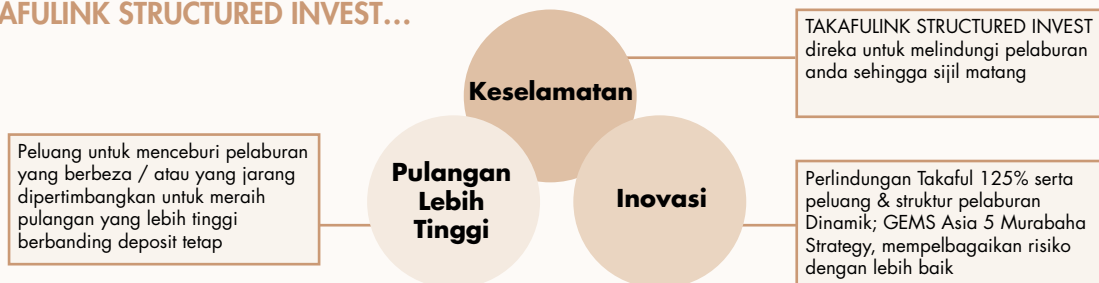 AFULINK STRUCTURED INVEST...
TAKAFULINK STRUCTURED INVEST
direka untuk melindungi pelaburan
anda sehingga sijil matang
Keselamatan
Peluang untuk menceburi pelaburan
yang berbeza / atau yang jarang
dipertimbangkan untuk meraih
pulangan yang lebih tinggi
berbanding deposit tetap
Pulangan
Lebih
Tinggi
Inovasi
Perlindungan Takaful 125% serta
peluang & struktur pelaburan
Dinamik; GEMS Asia 5 Murabaha
Strategy, mempelbagaikan risiko
dengan lebih baik